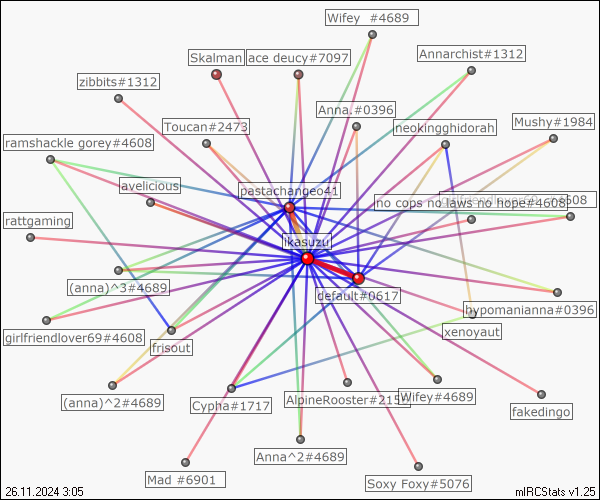 Wifey #4689
Skalman
ace deucy#7097
Annarchist#1312
zibbits#1312
Toucan#2473
Anna.#0396
neokingghidorah
Mushy#1984
ramshackle gorey#4608
avelicious
pastachangeo41
no cops no laws no hope#4608
rattgaming
ikasuzu
(anna)^3#4689
default#0617
hypomanianna#0396
girlfriendlover69#4608
frisout
xenoyaut
(anna)^2#4689
Cypha#1717
AlpineRooster#215
Wifey#4689
fakedingo
Anna^2#4689
Mad #6901
Soxy Foxy#5076
26.11.2024 3:05
mIRCStats v1.25